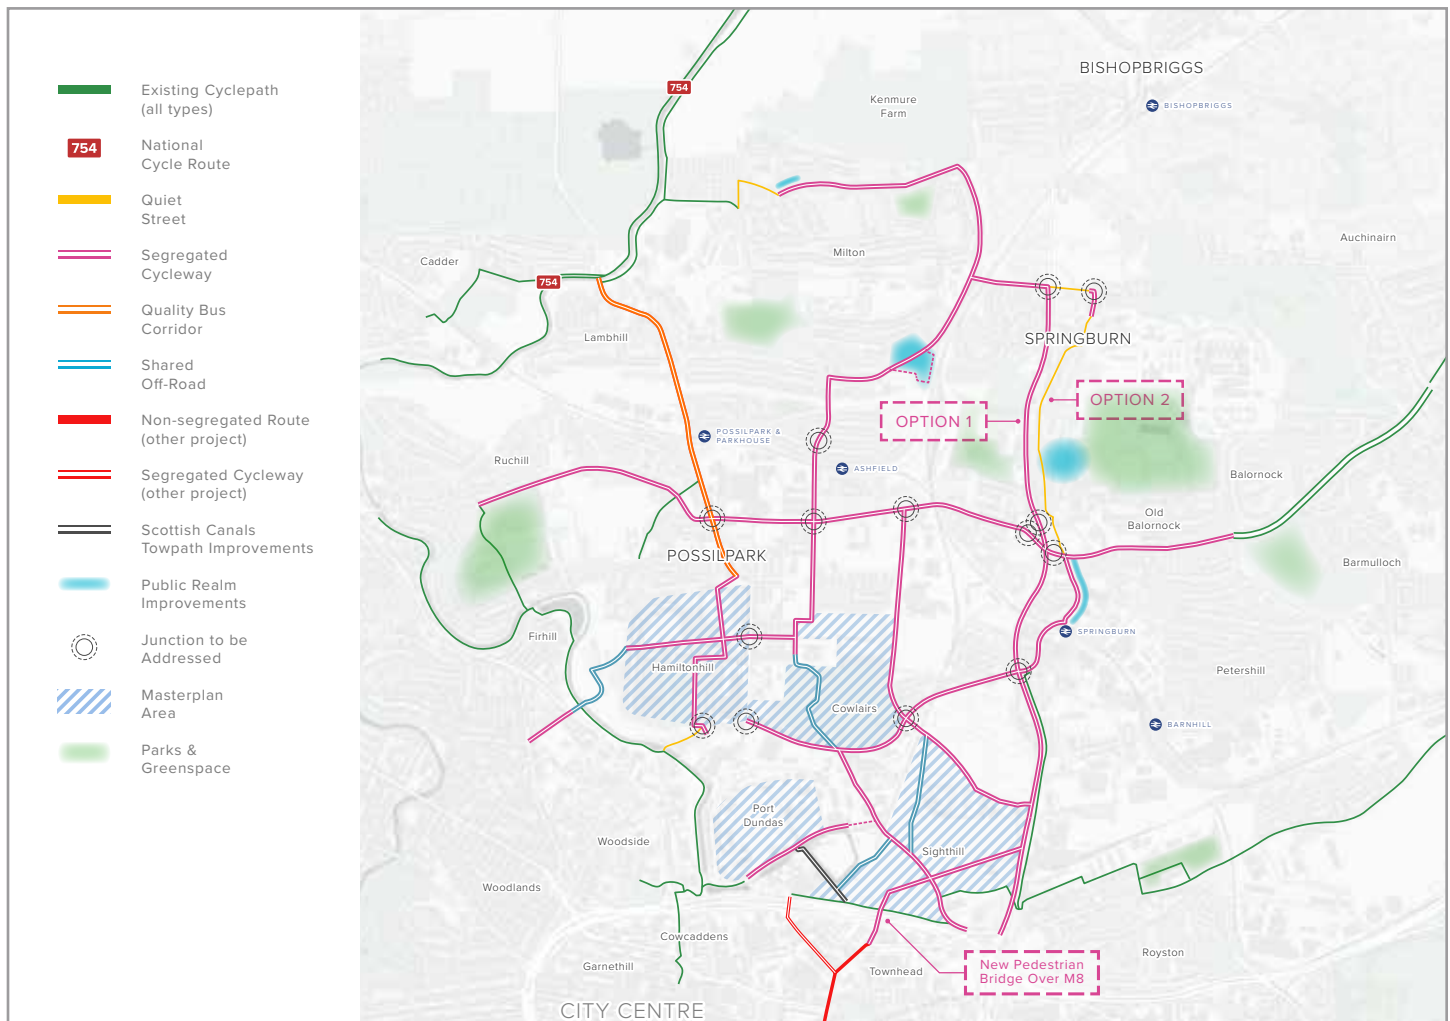 Existing Cyclepath
(all types)
754
National
Cycle Route
Quiet
Street
Segregated
Cycleway
Quality Bus
Corridor
Shared
Off-Road
Non-segregated Route
(other project)
Segregated Cycleway
(other project)
Scottish Canals
Towpath Improvements
Public Realm
Improvements
Junction to be
Addressed
Masterplan
Area
Parks &
Greenspace
BISHOPBRIGGS
754
Kenmure
Farm
BISHOPBRIGGS
Auchinairn
Milton
Cadder
754
Lambhill
SPRINGBURN
OPTION 2
OPTION 1
POSSILPARK &
PARKHOUSE
Ruchill
ASHFIELD
Balornock
Old
Balornock
POSSILPARK
Barmulloch
Firhill
SPRINGBURN
Hamiltonhill
Petershill
Cowlairs
BARNHILL
Port
Dundas
Woodside
Sighthill
Woodlands
Cowcaddens
Royston
Garnethill
Townhead
New Pedestrian
Bridge Over M8
CITY CENTRE